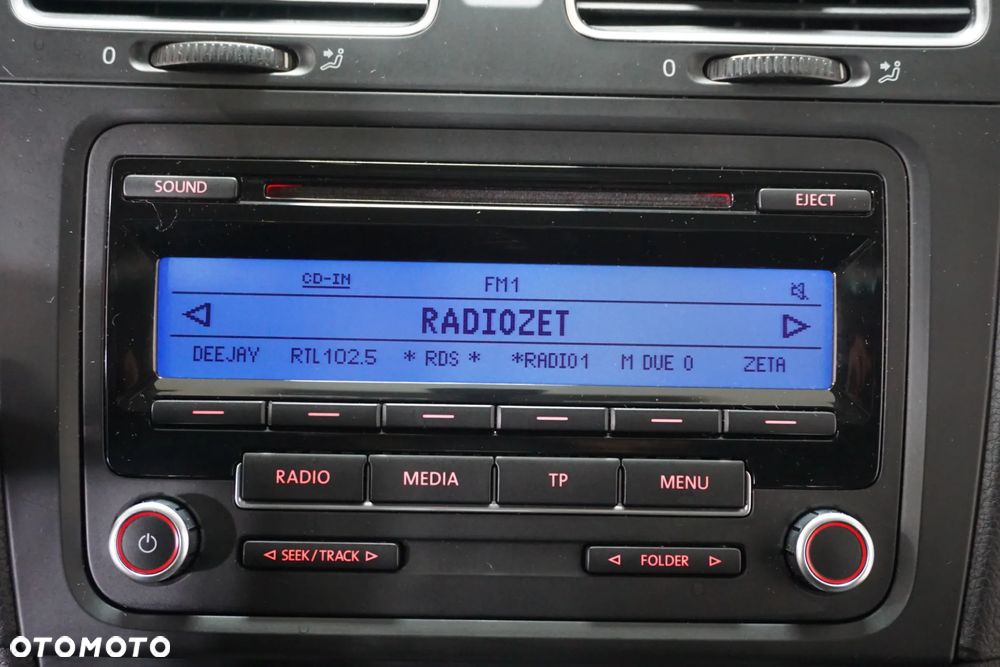 0 0
SOUND EJECT
CD-IN FM1
RADIOZET
DEEJAY RTL102.5 * RDS * *RADIO1 M DUE O ZETA
RADIO MEDIA TP MENU
SEEK/TRACK FOLDER
OTOMOTO